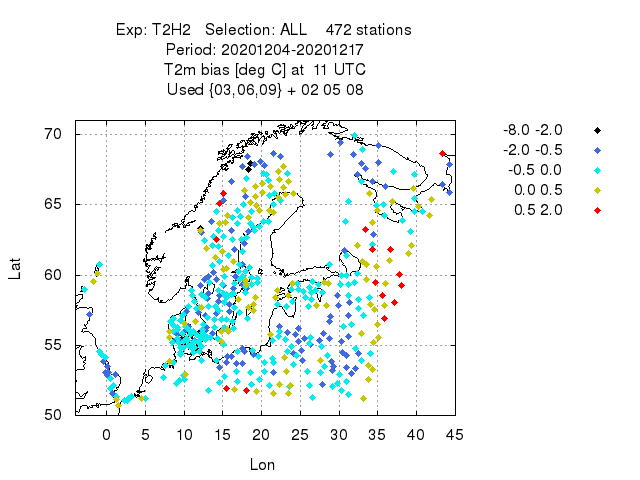 Exp: T2H2 Selection: ALL 472 stations
Period: 20201204-20201217
T2m bias [deg C] at 11 UTC
Used {03,06,09} + 02 05 08
70
65
60
55
50
Lat
0 5 10 15 20 25 30 35 40 45
Lon
-8.0 -2.0
-2.0 -0.5
-0.5 0.0
0.0 0.5
0.5 2.0